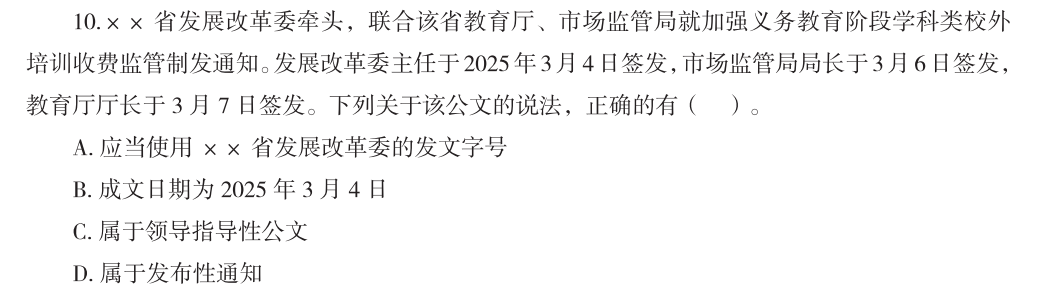 10.×× 省发展改革委牵头，联合该省教育厅、市场监管局就加强义务教育阶段学科类校外
培训收费监管制发通知。发展改革委主任于2025年3月4日签发，市场监管局局长于3月6日签发，
教育厅厅长于 3 月 7 日签发。下列关于该公文的说法，正确的有（　）。
A. 应当使用 ×× 省发展改革委的发文字号
B. 成文日期为 2025 年 3 月 4 日
C. 属于领导指导性公文
D. 属于发布性通知